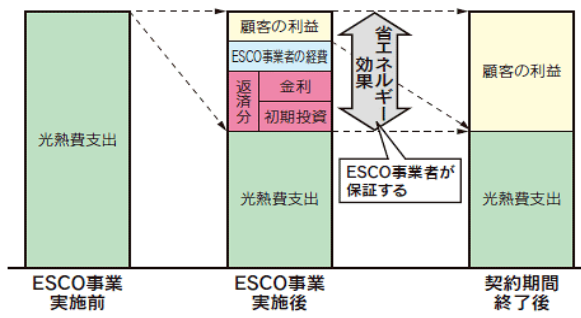 光熱費支出
ESCO事業
実施前
顧客の利益
ESCO事業者の経費
返済分
金利
初期投資
光熱費支出
ESCO事業
実施後
省エネルギー
効果
ESCO事業者が
保証する
顧客の利益
光熱費支出
契約期間
終了後